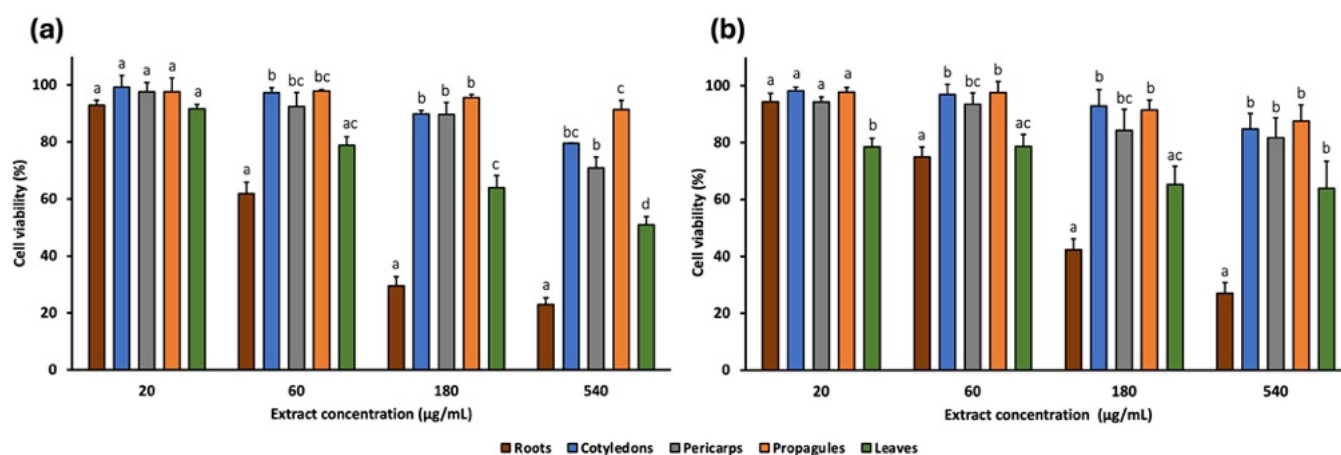 (a)
Cell viability (%)
100
80
60
40
20
0
a a a a a
a b bc bc ac
a b b b c
a bc b c d
20 60 180 540
Extract concentration (µg/mL)
(b)
Cell viability (%)
100
80
60
40
20
0
a a a a b
a b bc b ac
a b bc b ac
a b b b b
20 60 180 540
Extract concentration (µg/mL)
Roots Cotyledons Pericarps Propagules Leaves